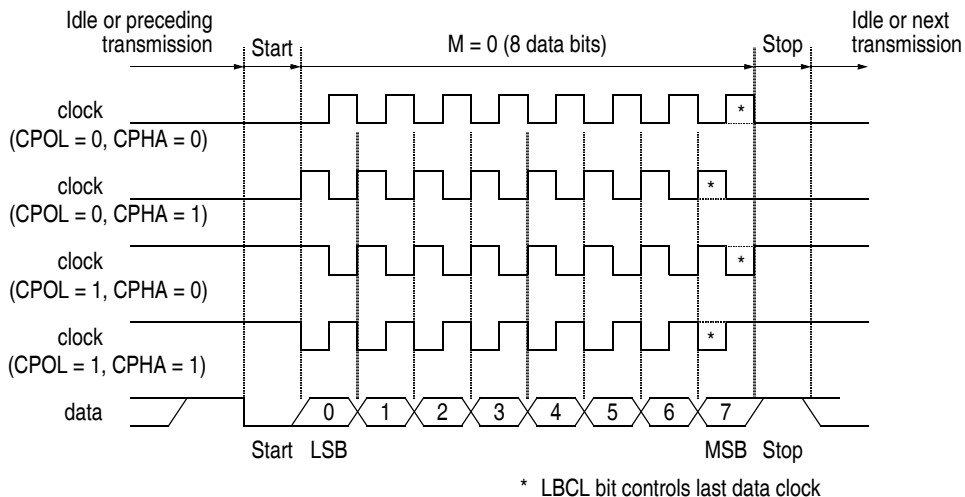 Idle or preceding
transmission
Start
M = 0 (8 data bits)
Stop
Idle or next
transmission
clock
(CPOL = 0, CPHA = 0)
*
clock
(CPOL = 0, CPHA = 1)
*
clock
(CPOL = 1, CPHA = 0)
*
clock
(CPOL = 1, CPHA = 1)
*
data
0 1 2 3 4 5 6 7
Start LSB MSB Stop
* LBCL bit controls last data clock